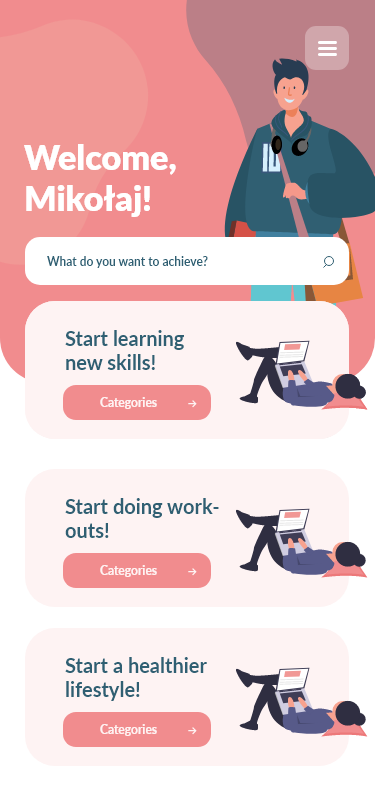 Welcome,
Mikołaj!
What do you want to achieve?
Start learning
new skills!
Categories
Start doing work-
outs!
Categories
Start a healthier
lifestyle!
Categories